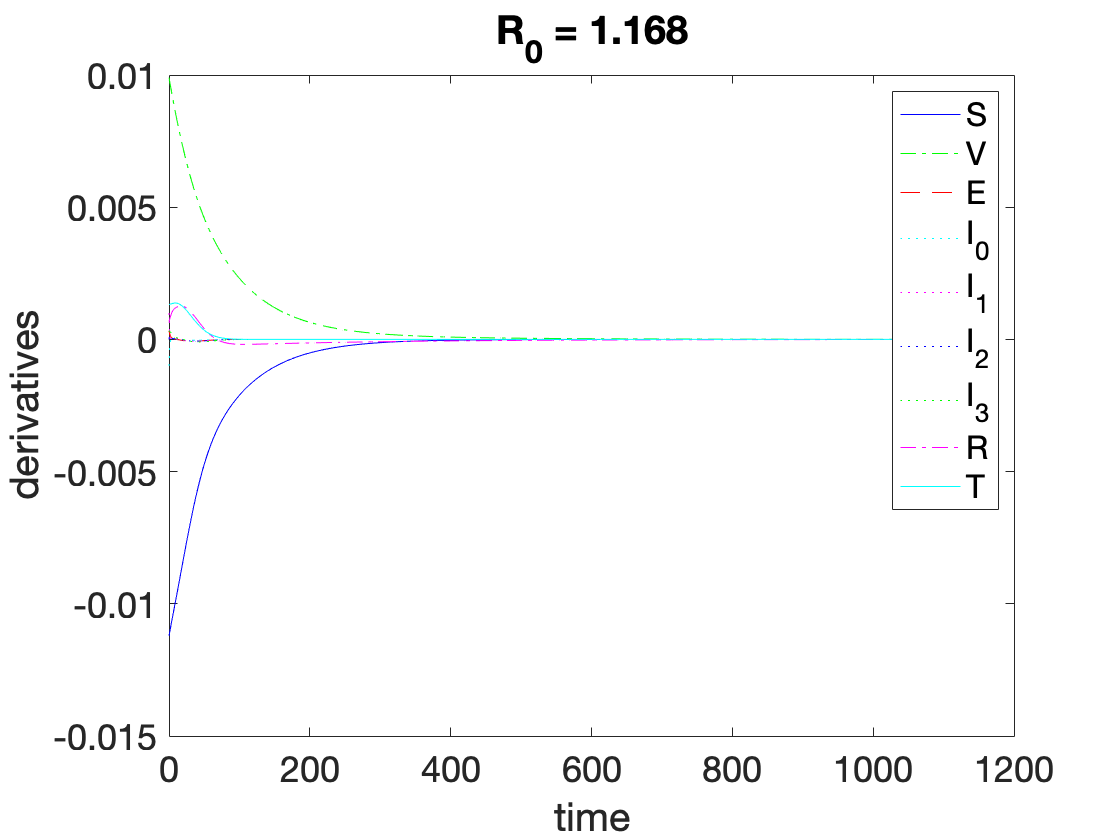 R₀ = 1.168
0.01
0.005
0
-0.005
-0.01
-0.015
derivatives
0 200 400 600 800 1000 1200
time
S
V
E
I₀
I₁
I₂
I₃
R
T